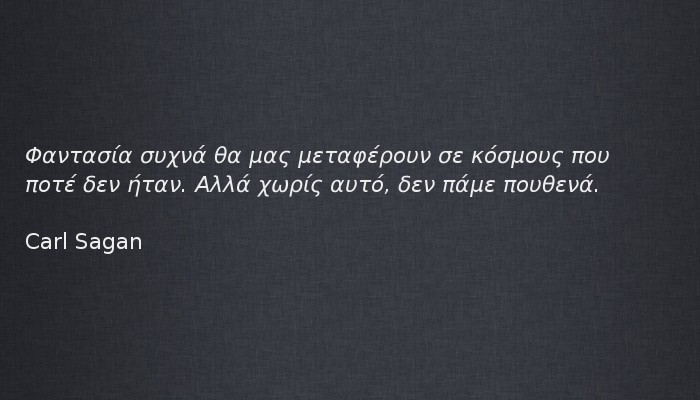 Φαντασία συχνά θα μας μεταφέρουν σε κόσμους που
ποτέ δεν ήταν. Αλλά χωρίς αυτό, δεν πάμε πουθενά.
Carl Sagan